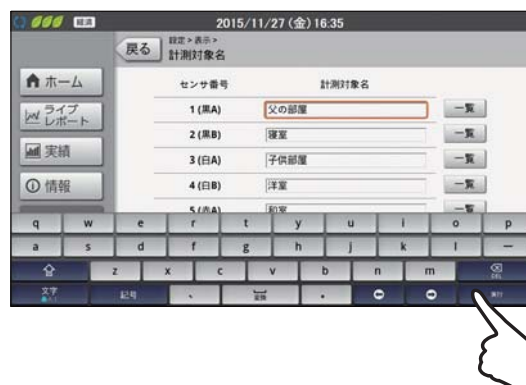 経済 2015/11/27 (金) 16:35
戻る 設定 > 表示 >
計測対象名
ホーム
ライブ
レポート
実績
情報
センサ番号 計測対象名
1 (黒A) 父の部屋 一覧
2 (黒B) 寝室 一覧
3 (白A) 子供部屋 一覧
4 (白B) 洋室 一覧
5 (赤A) 和室 一覧
q w e r t y u i o p
a s d f g h j k l ー
z x c v b n m DEL
文字 記号 、 変換 . 実行